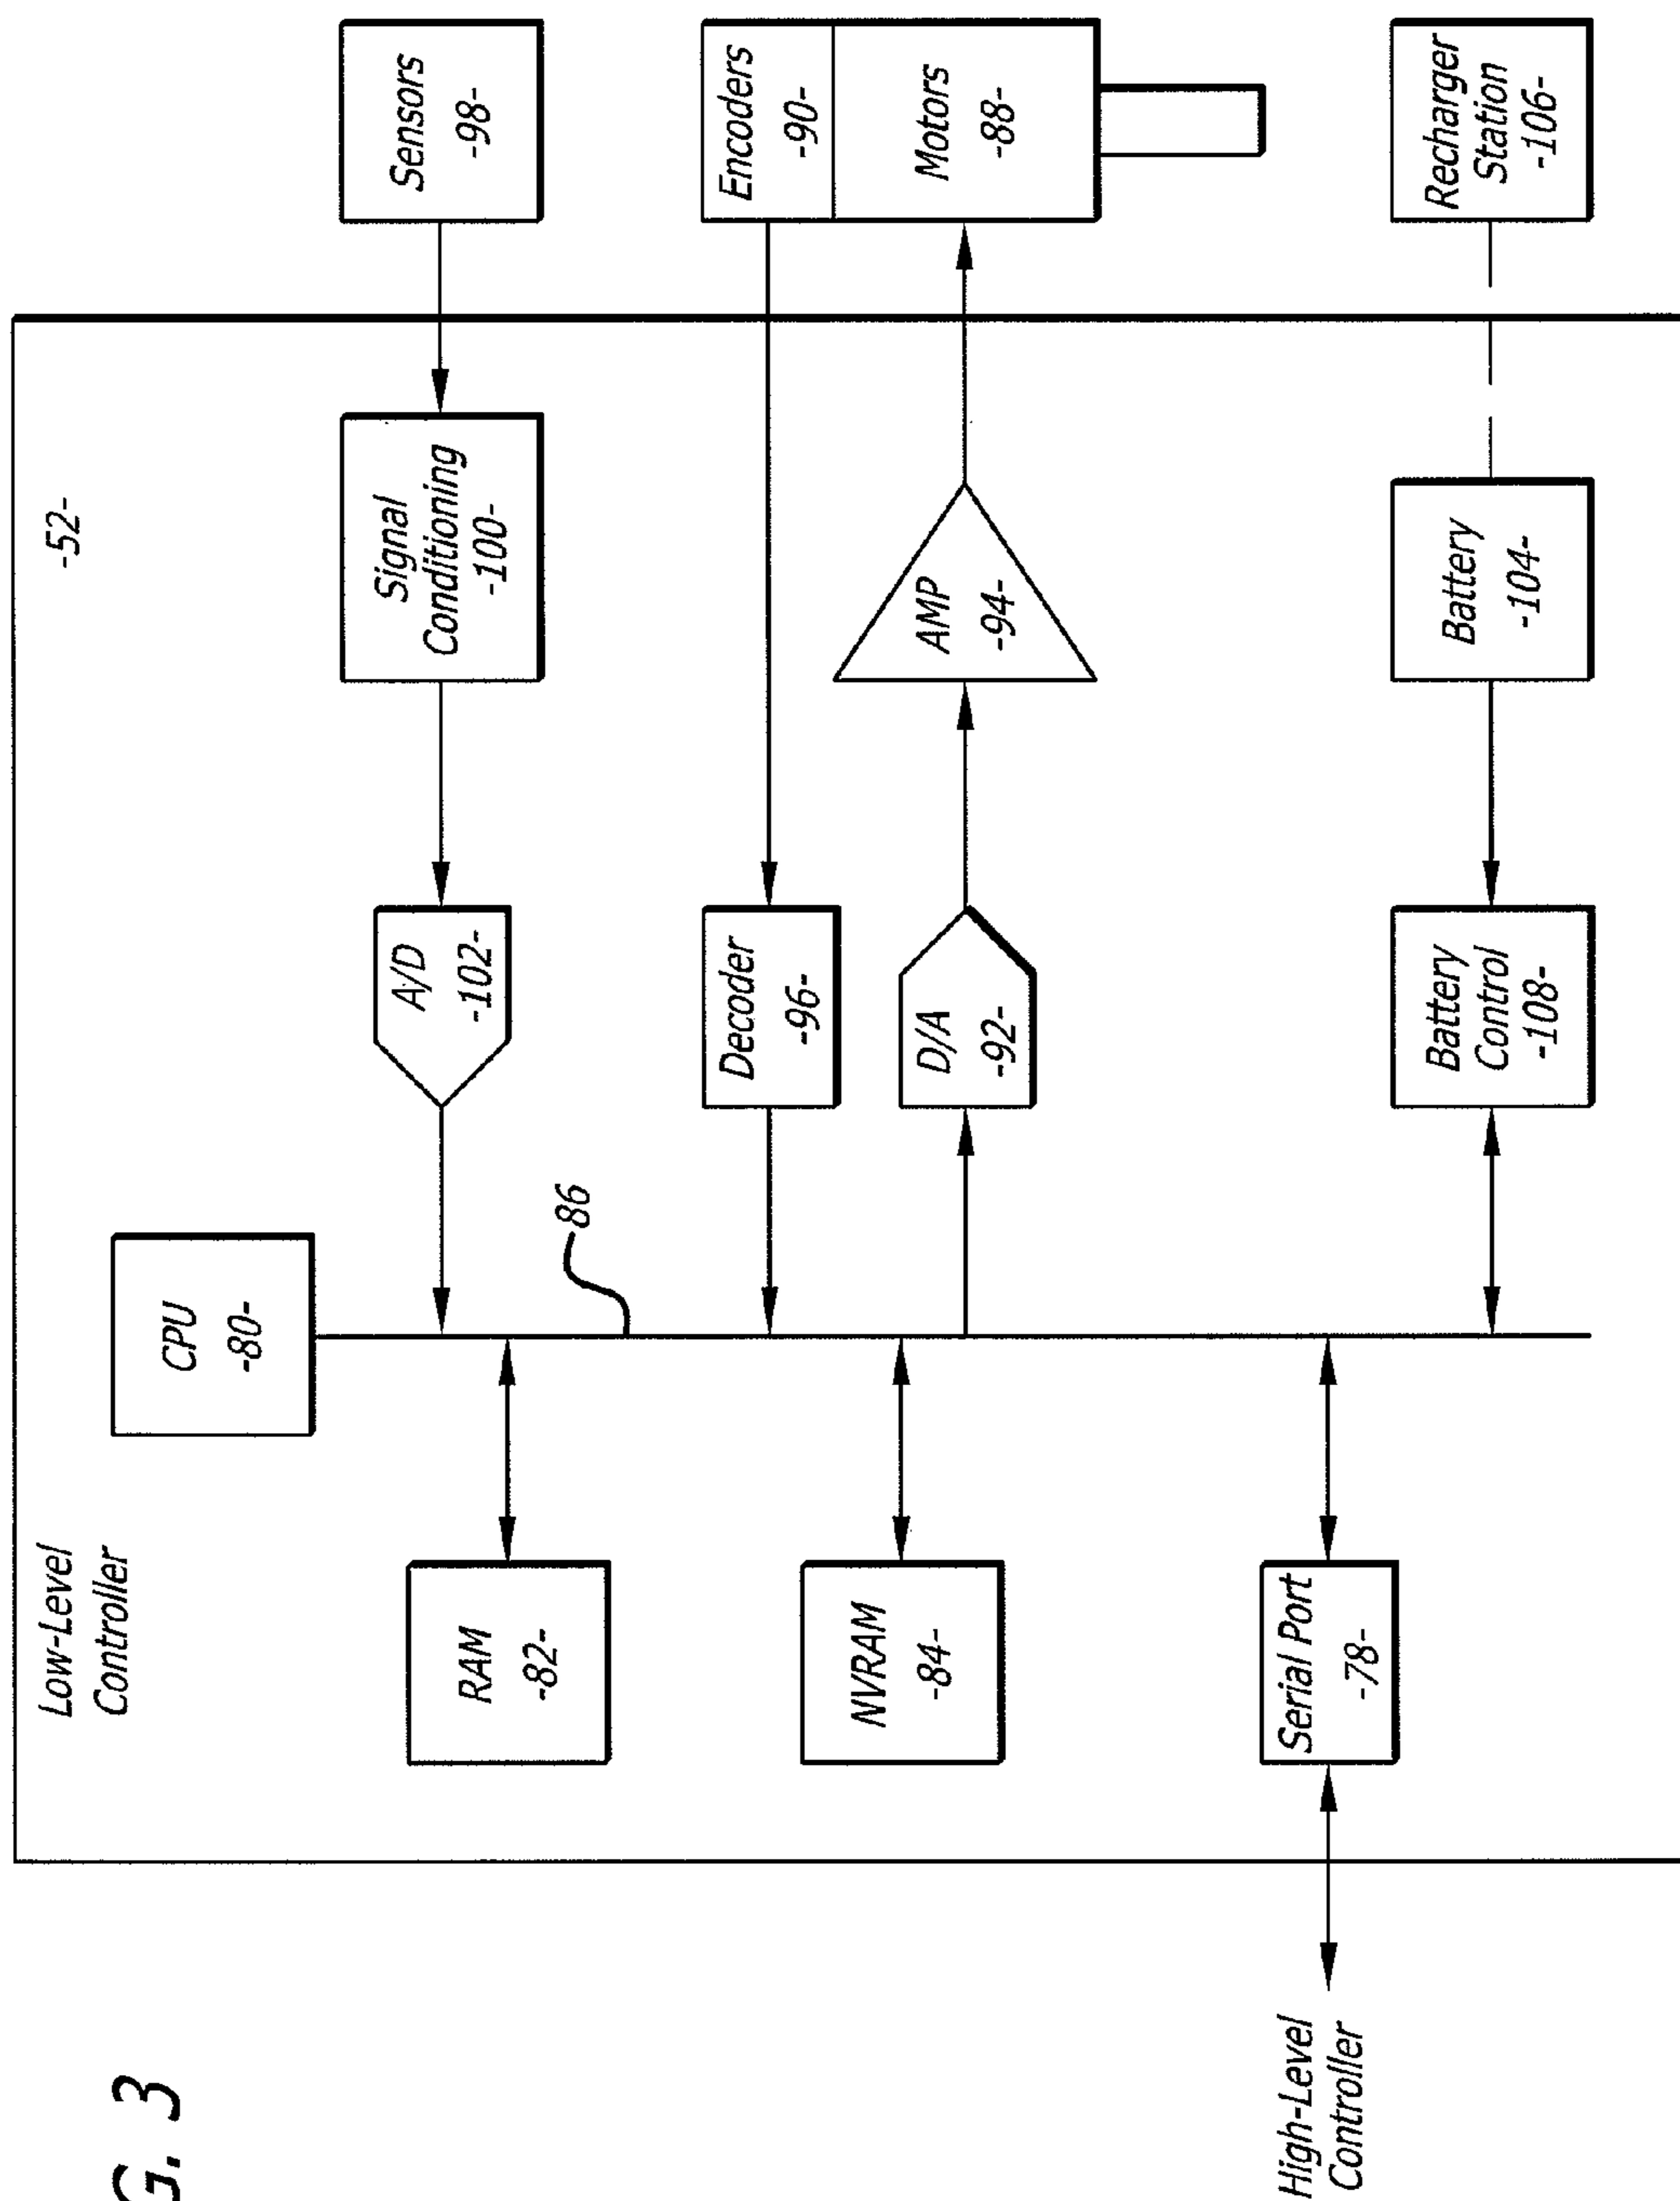 G. 3
Low-Level
Controller
-52-
CPU
-80-
RAM
-82-
A/D
-102-
Signal
Conditioning
-100-
Sensors
-98-
86
Decoder
-96-
Encoders
-90-
NVRAM
-84-
D/A
-92-
AMP
-94-
Motors
-88-
High-Level
Controller
Serial Port
-78-
Battery
Control
-108-
Battery
-104-
Recharger
Station
-106-